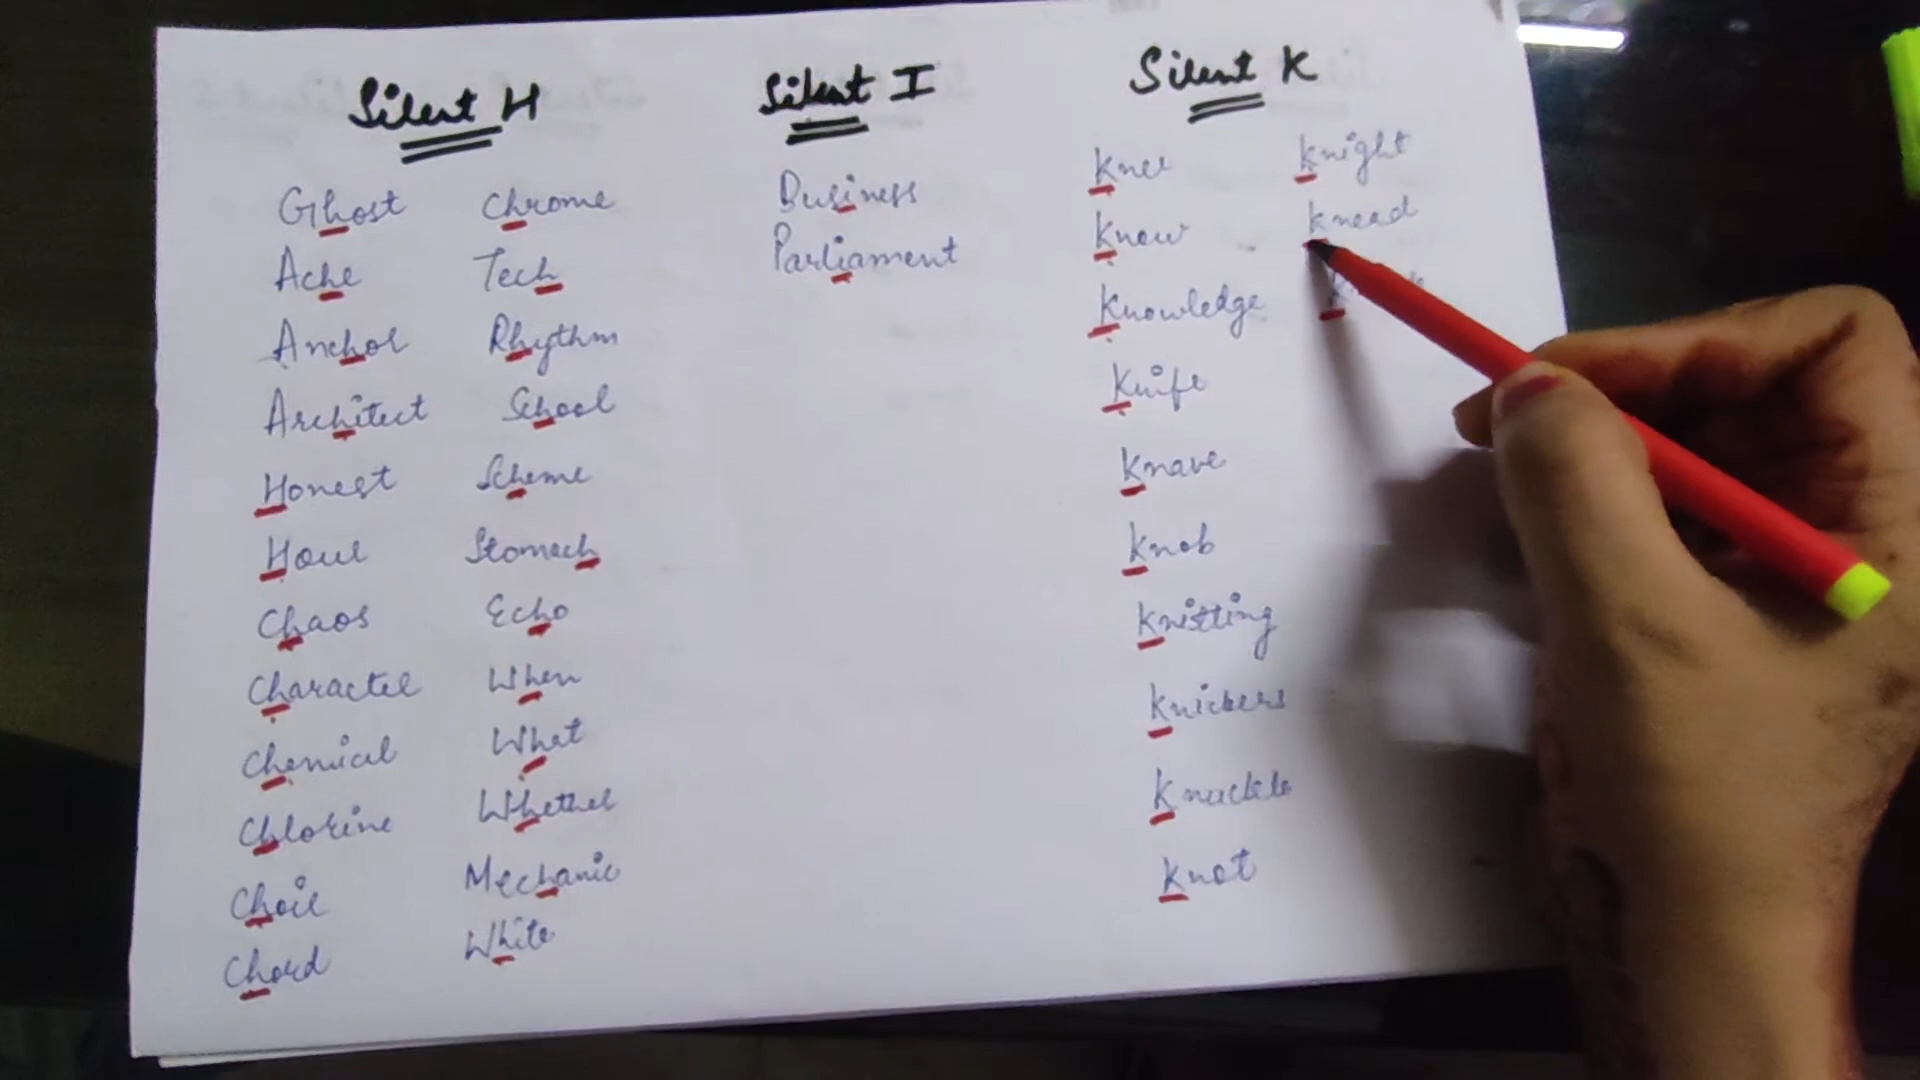 Silent H
Ghost
Ache
Anchor
Architect
Honest
Hour
Chaos
Character
Chemical
Chlorine
Choir
Chord
Chrome
Tech
Rhythm
School
Scheme
Stomach
Echo
When
What
Whether
Mechanic
White
Silent I
Business
Parliament
Silent K
Knee
Know
Knowledge
Knife
Knave
Knob
Knitting
Knickers
Knuckle
Knot
Knight
Knead